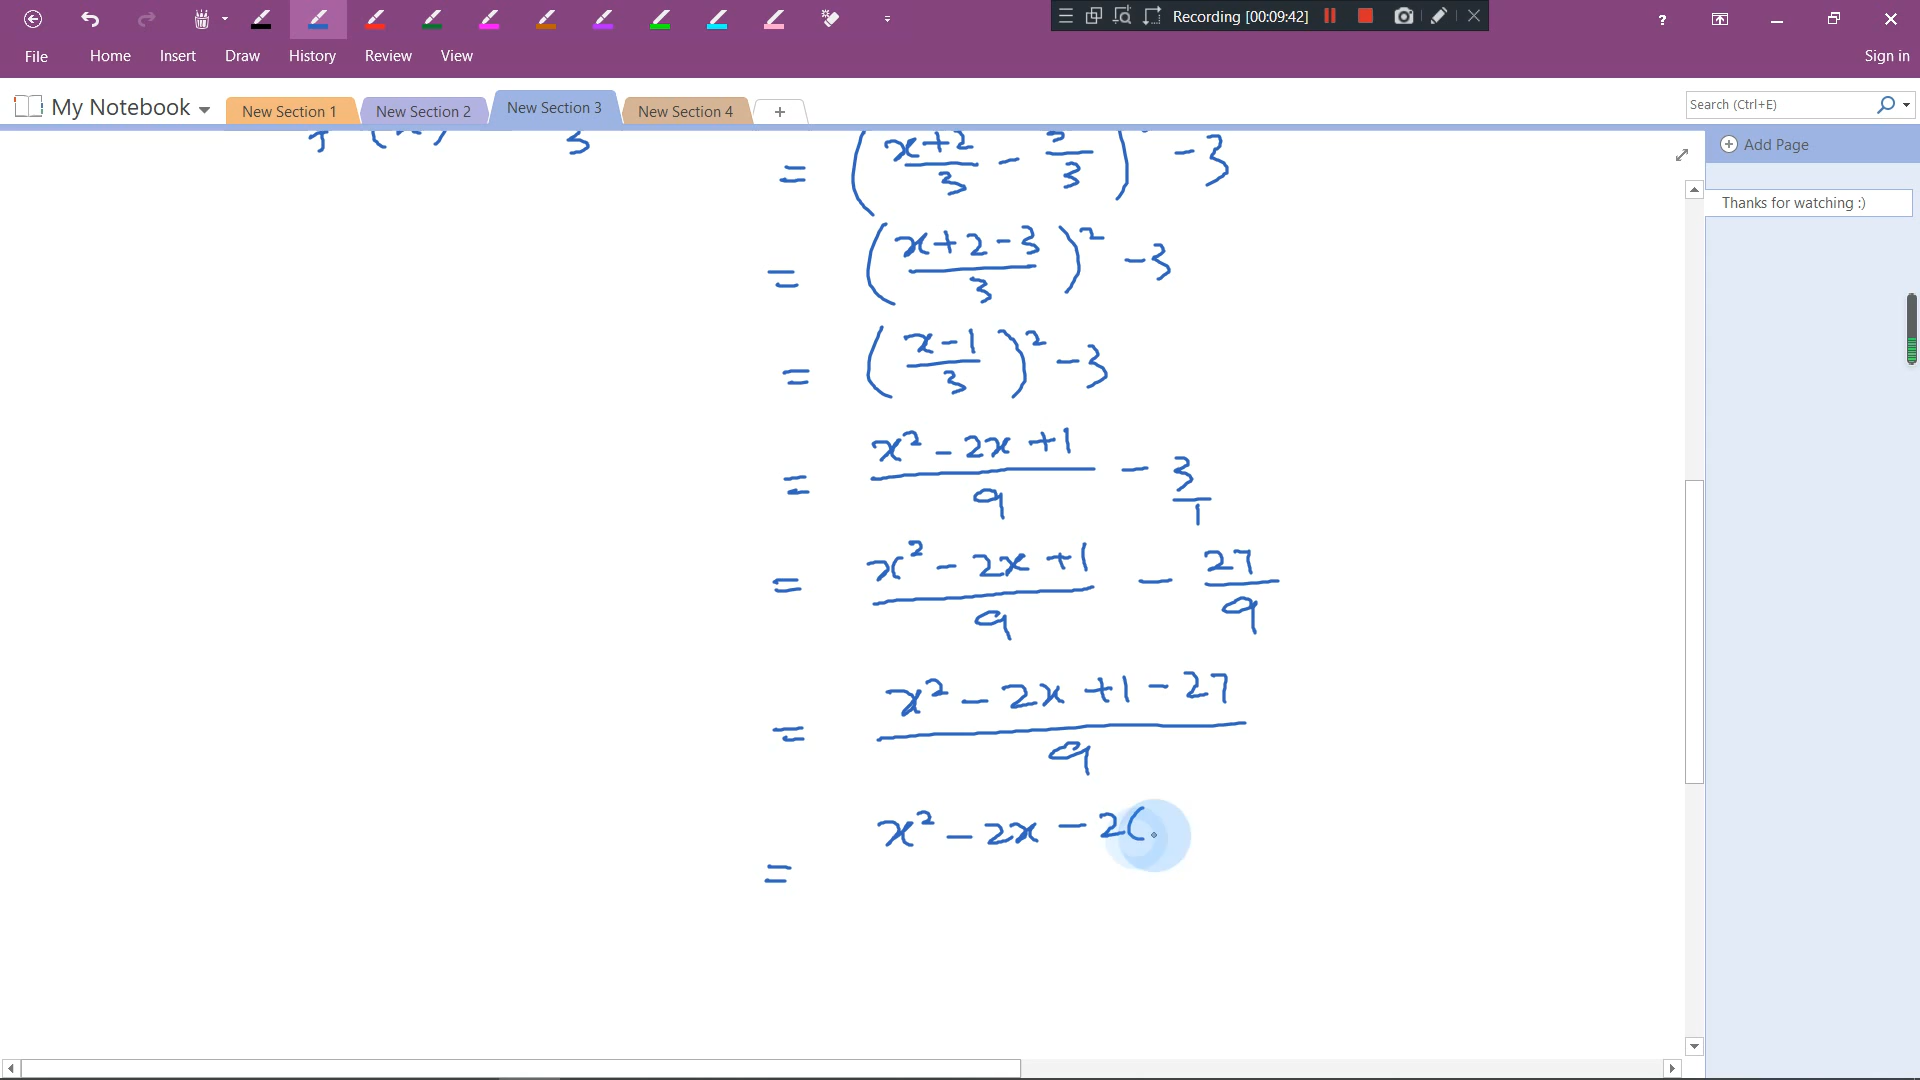 Recording [00:09:42]
?
File Home Insert Draw History Review View
Sign in
My Notebook New Section 1 New Section 2 New Section 3 New Section 4 +
Search (Ctrl+E)
Add Page
Thanks for watching :)
= (x+2/3 - 3/3)² - 3
= (x+2-3/3)² - 3
= (x-1/3)² - 3
= x² - 2x + 1/9 - 3/1
= x² - 2x + 1/9 - 27/9
= x² - 2x + 1 - 27/9
= x² - 2x - 2(